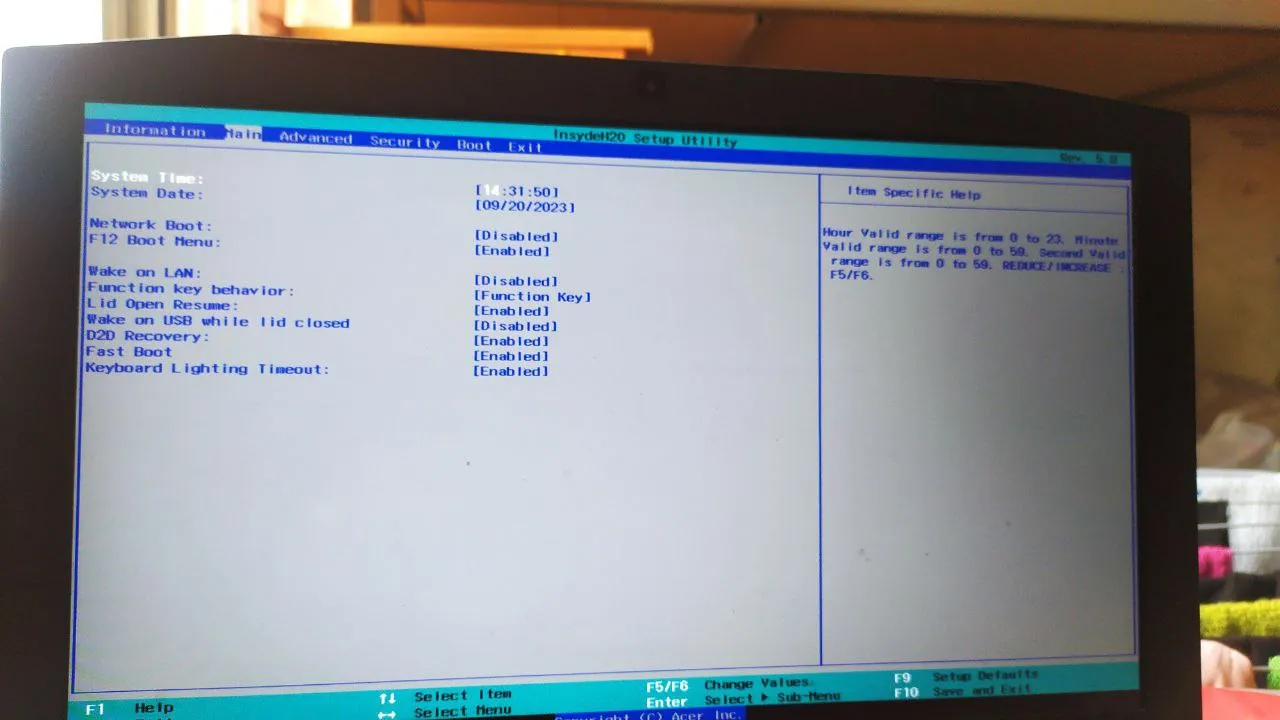 InsydeH20 Setup Utility
Rev. 5.0
Information Main Advanced Security Boot Exit
System Time: [14:31:50]
System Date: [09/20/2023]
Network Boot: [Disabled]
F12 Boot Menu: [Enabled]
Wake on LAN: [Disabled]
Function key behavior: [Function Key]
Lid Open Resume: [Enabled]
Wake on USB while lid closed [Disabled]
D2D Recovery: [Enabled]
Fast Boot [Enabled]
Keyboard Lighting Timeout: [Enabled]
Item Specific Help
Hour Valid range is from 0 to 23. Minute
Valid range is from 0 to 59. Second Valid
range is from 0 to 59. REDUCE/INCREASE :
F5/F6.
F1 Help ↑↓ Select Item F5/F6 Change Values F9 Setup Defaults
↔ Select Menu Enter Select ▶ Sub-Menu F10 Save and Exit
Copyright (C) Acer Inc.